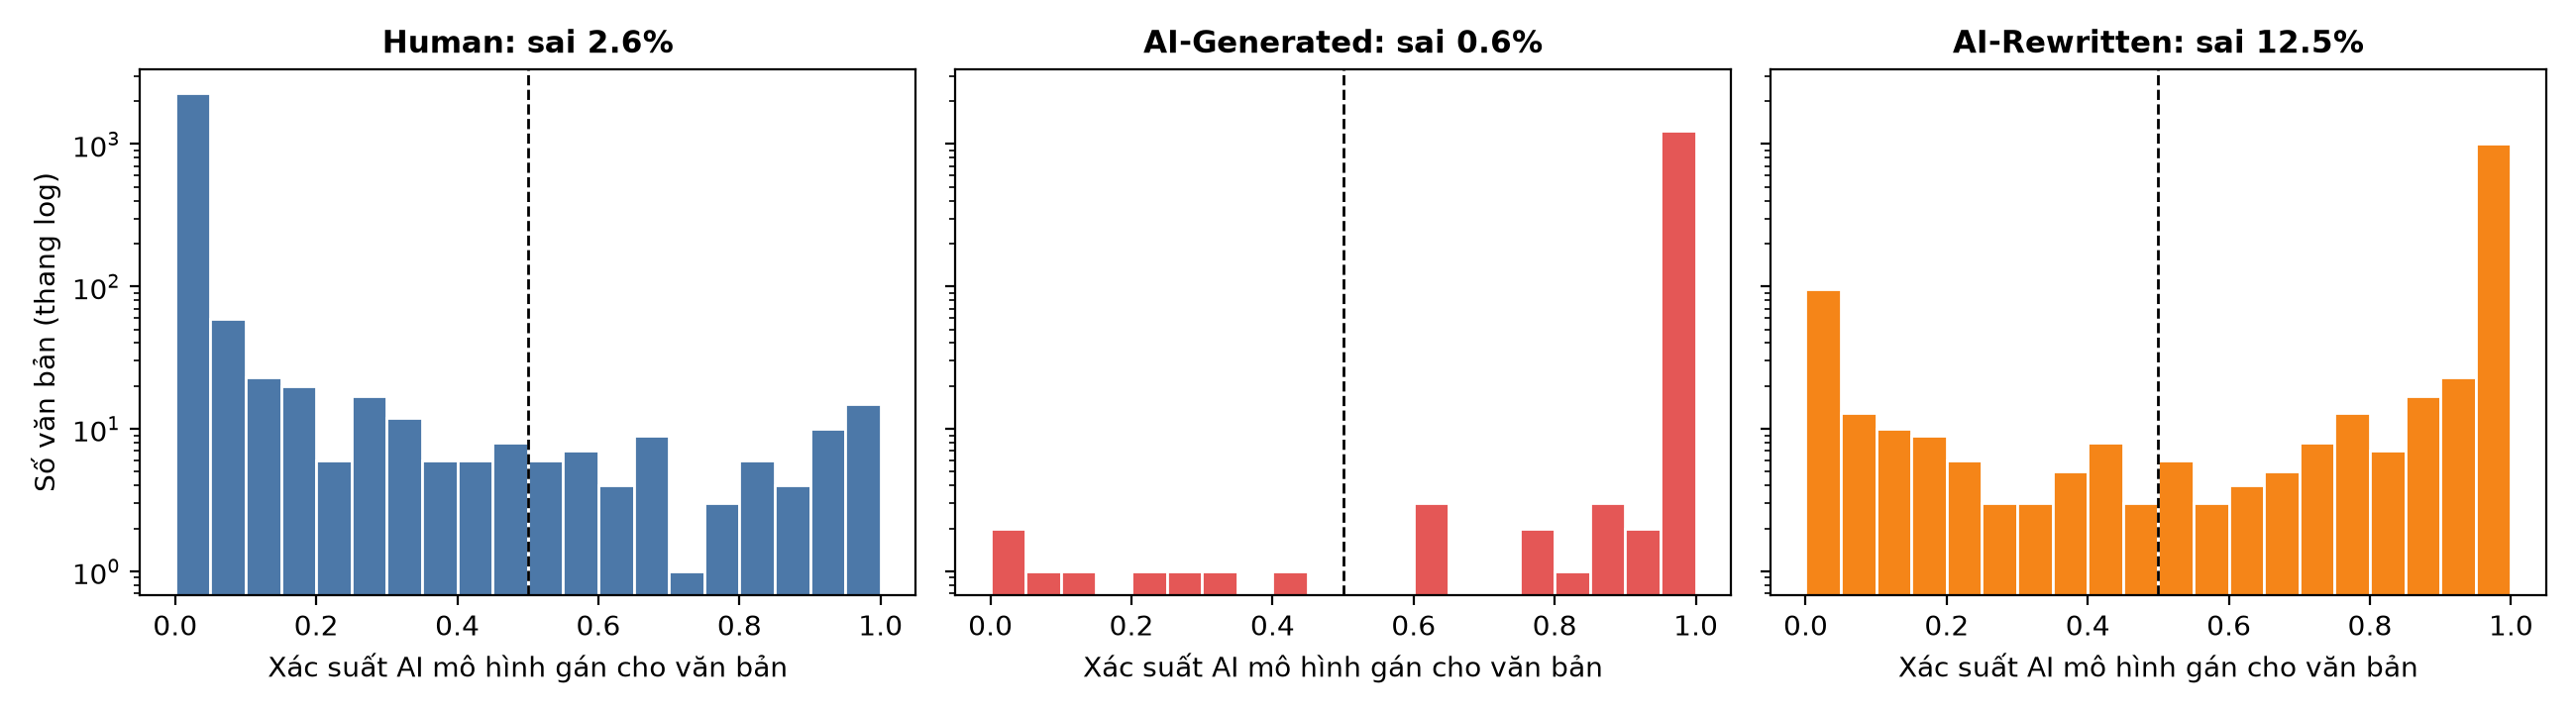 Human: sai 2.6%
AI-Generated: sai 0.6%
AI-Rewritten: sai 12.5%
Số văn bản (thang log)
10³
10²
10¹
10⁰
0.0 0.2 0.4 0.6 0.8 1.0
0.0 0.2 0.4 0.6 0.8 1.0
0.0 0.2 0.4 0.6 0.8 1.0
Xác suất AI mô hình gán cho văn bản
Xác suất AI mô hình gán cho văn bản
Xác suất AI mô hình gán cho văn bản